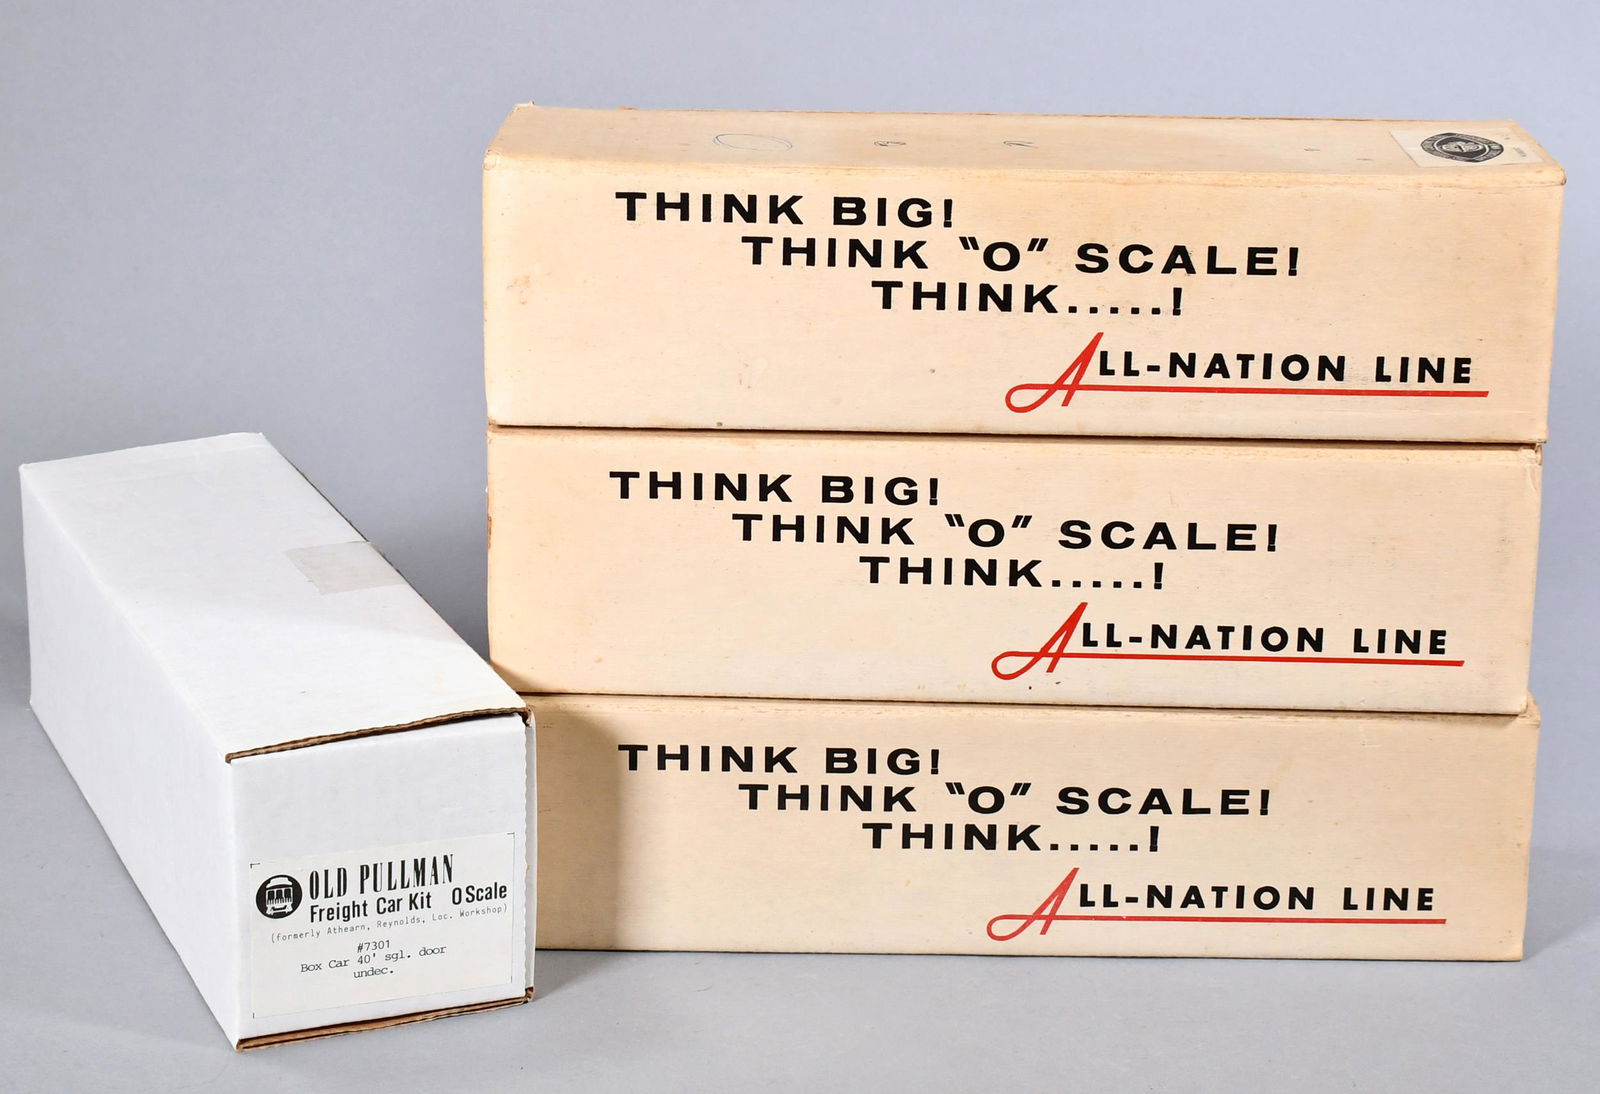 THINK BIG!
THINK "O" SCALE!
THINK.....!
ALL-NATION LINE
THINK BIG!
THINK "O" SCALE!
THINK.....!
ALL-NATION LINE
THINK BIG!
THINK "O" SCALE!
THINK.....!
ALL-NATION LINE
OLD PULLMAN
Freight Car Kit O Scale
(formerly Athearn, Reynolds, Loc. Workshop)
#7301
Box Car 40' sgl. door
undec.